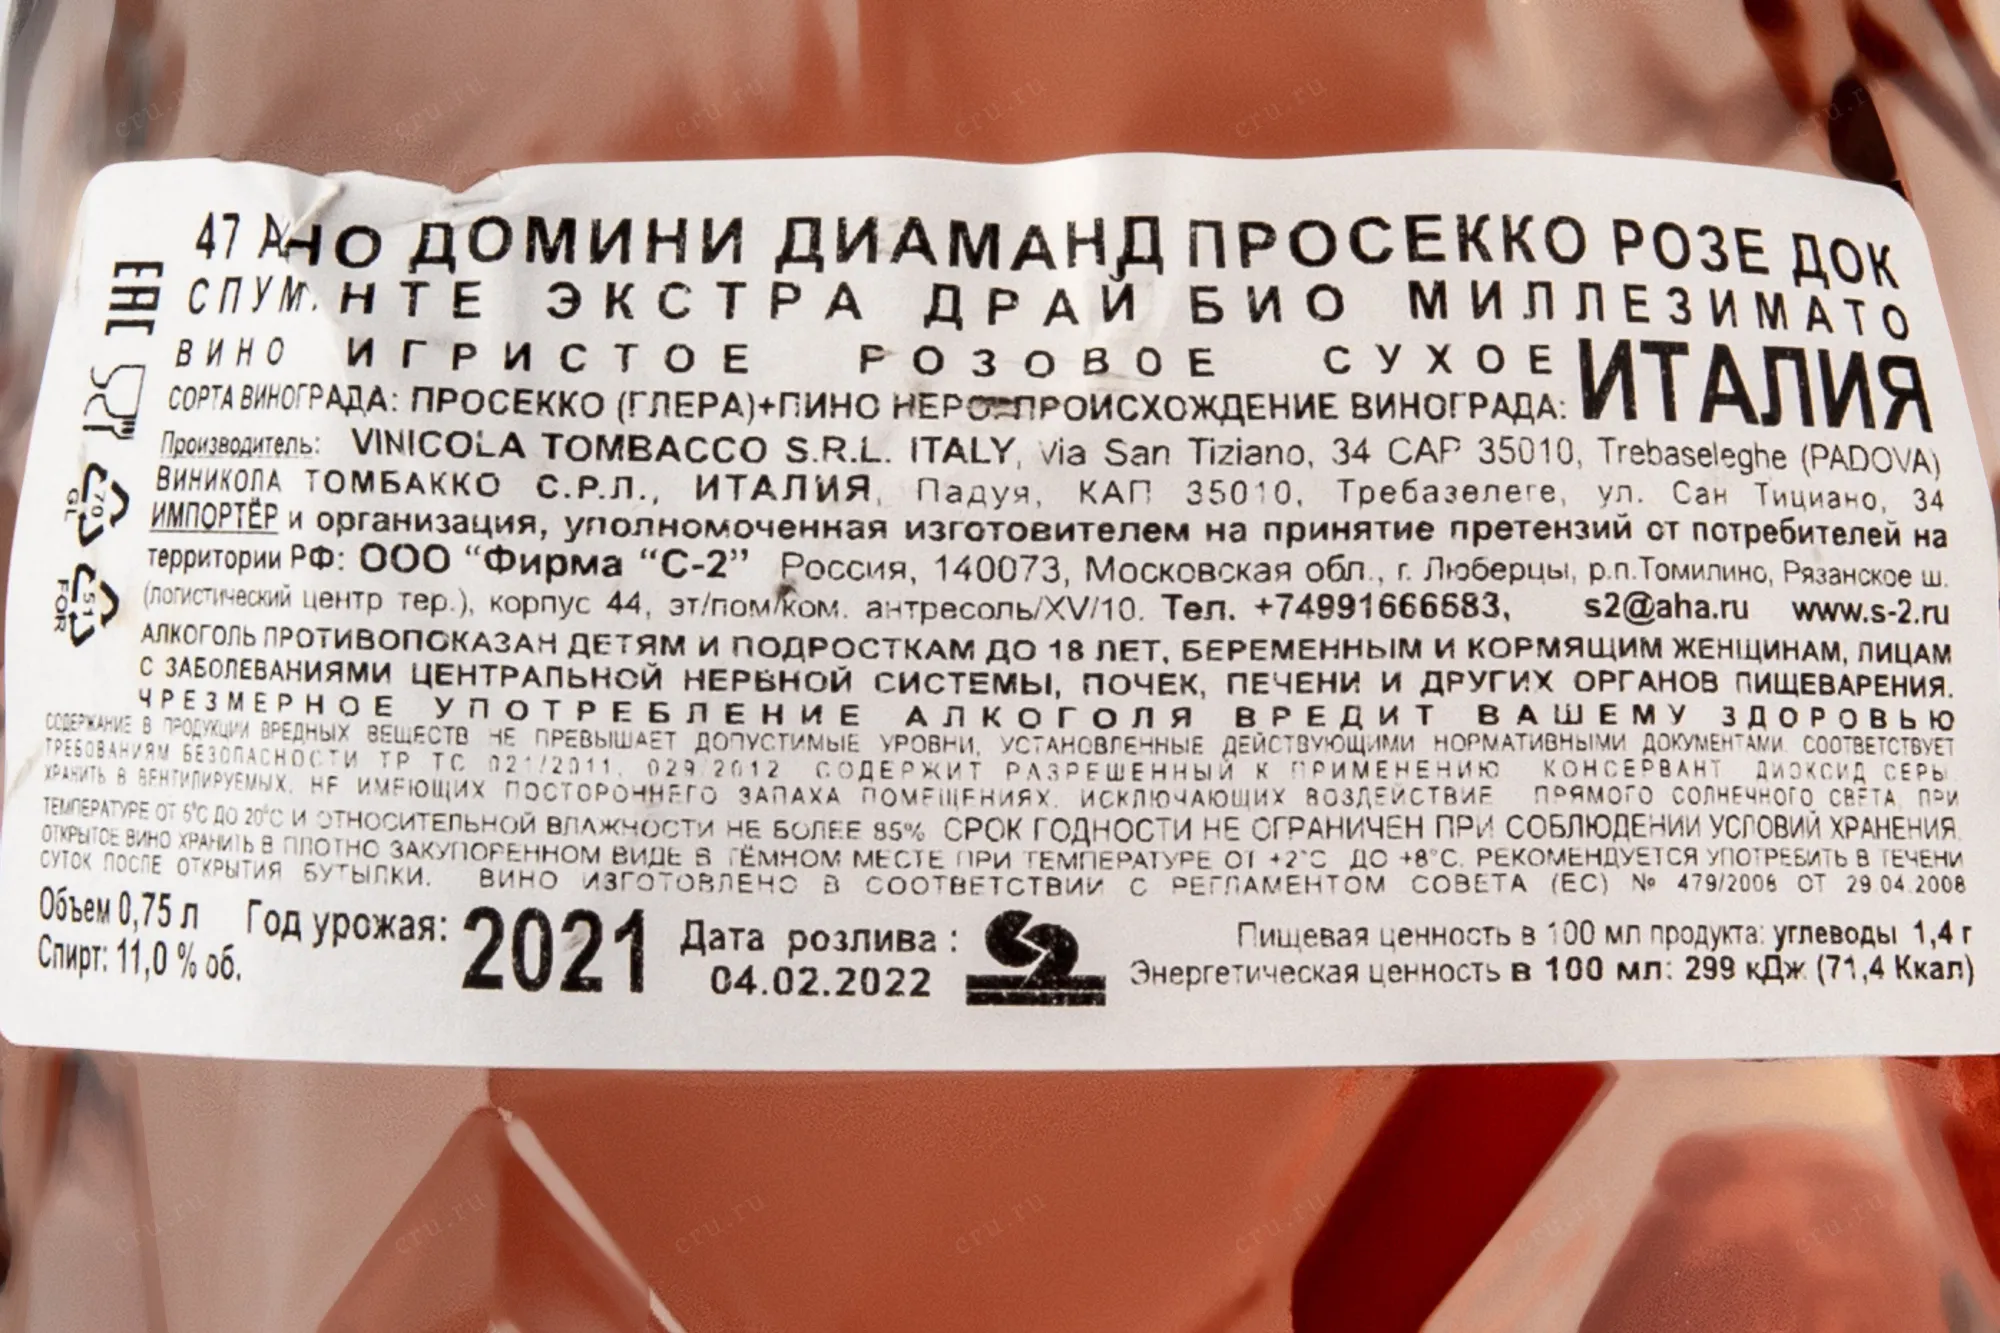 47 АННО ДОМИНИ ДИАМАНД ПРОСЕККО РОЗЕ ДОК
СПУМ.НТЕ ЭКСТРА ДРАЙ БИО МИЛЛЕЗИМАТО
ВИНО ИГРИСТОЕ РОЗОВОЕ СУХОЕ
СОРТА ВИНОГРАДА: ПРОСЕККО (ГЛЕРА)+ПИНО НЕРО ПРОИСХОЖДЕНИЕ ВИНОГРАДА: ИТАЛИЯ
Производитель: VINICOLA TOMBACCO S.R.L. ITALY, via San Tiziano, 34 CAP 35010, Trebaseleghe (PADOVA)
ВИНИКОЛА ТОМБАККО С.Р.Л., ИТАЛИЯ, Падуя, КАП 35010, Требазелеге, ул. Сан Тициано, 34
ИМПОРТЁР и организация, уполномоченная изготовителем на принятие претензий от потребителей на
территории РФ: ООО "Фирма "С-2" Россия, 140073, Московская обл., г. Люберцы, р.п.Томилино, Рязанское ш.
(логистический центр тер.), корпус 44, эт/пом/ком. антресоль/XV/10. Тел. +74991666683, s2@aha.ru www.s-2.ru
АЛКОГОЛЬ ПРОТИВОПОКАЗАН ДЕТЯМ И ПОДРОСТКАМ ДО 18 ЛЕТ, БЕРЕМЕННЫМ И КОРМЯЩИМ ЖЕНЩИНАМ, ЛИЦАМ
С ЗАБОЛЕВАНИЯМИ ЦЕНТРАЛЬНОЙ НЕРВНОЙ СИСТЕМЫ, ПОЧЕК, ПЕЧЕНИ И ДРУГИХ ОРГАНОВ ПИЩЕВАРЕНИЯ.
ЧРЕЗМЕРНОЕ УПОТРЕБЛЕНИЕ АЛКОГОЛЯ ВРЕДИТ ВАШЕМУ ЗДОРОВЬЮ
СОДЕРЖАНИЕ В ПРОДУКЦИИ ВРЕДНЫХ ВЕЩЕСТВ НЕ ПРЕВЫШАЕТ ДОПУСТИМЫЕ УРОВНИ, УСТАНОВЛЕННЫЕ ДЕЙСТВУЮЩИМИ НОРМАТИВНЫМИ ДОКУМЕНТАМИ. СООТВЕТСТВУЕТ
ТРЕБОВАНИЯМ БЕЗОПАСНОСТИ ТР ТС 021/2011, 029/2012 СОДЕРЖИТ РАЗРЕШЕННЫЙ К ПРИМЕНЕНИЮ КОНСЕРВАНТ ДИОКСИД СЕРЫ
ХРАНИТЬ В ВЕНТИЛИРУЕМЫХ, НЕ ИМЕЮЩИХ ПОСТОРОННЕГО ЗАПАХА ПОМЕЩЕНИЯХ, ИСКЛЮЧАЮЩИХ ВОЗДЕЙСТВИЕ ПРЯМОГО СОЛНЕЧНОГО СВЕТА, ПРИ
ТЕМПЕРАТУРЕ ОТ 5°С ДО 20°С И ОТНОСИТЕЛЬНОЙ ВЛАЖНОСТИ НЕ БОЛЕЕ 85%. СРОК ГОДНОСТИ НЕ ОГРАНИЧЕН ПРИ СОБЛЮДЕНИИ УСЛОВИЙ ХРАНЕНИЯ.
ОТКРЫТОЕ ВИНО ХРАНИТЬ В ПЛОТНО ЗАКУПОРЕННОМ ВИДЕ В ТЁМНОМ МЕСТЕ ПРИ ТЕМПЕРАТУРЕ ОТ +2°С ДО +8°С. РЕКОМЕНДУЕТСЯ УПОТРЕБИТЬ В ТЕЧЕНИИ
СУТОК ПОСЛЕ ОТКРЫТИЯ БУТЫЛКИ. ВИНО ИЗГОТОВЛЕНО В СООТВЕТСТВИИ С РЕГЛАМЕНТОМ СОВЕТА (ЕС) № 479/2008 ОТ 29.04.2008
Объем 0,75 л Год урожая: 2021 Дата розлива : Пищевая ценность в 100 мл продукта: углеводы 1,4 г
Спирт: 11,0 % об. 04.02.2022 Энергетическая ценность в 100 мл: 299 кДж (71,4 Ккал)
EAC
70
GL
51
FOR
cru.ru